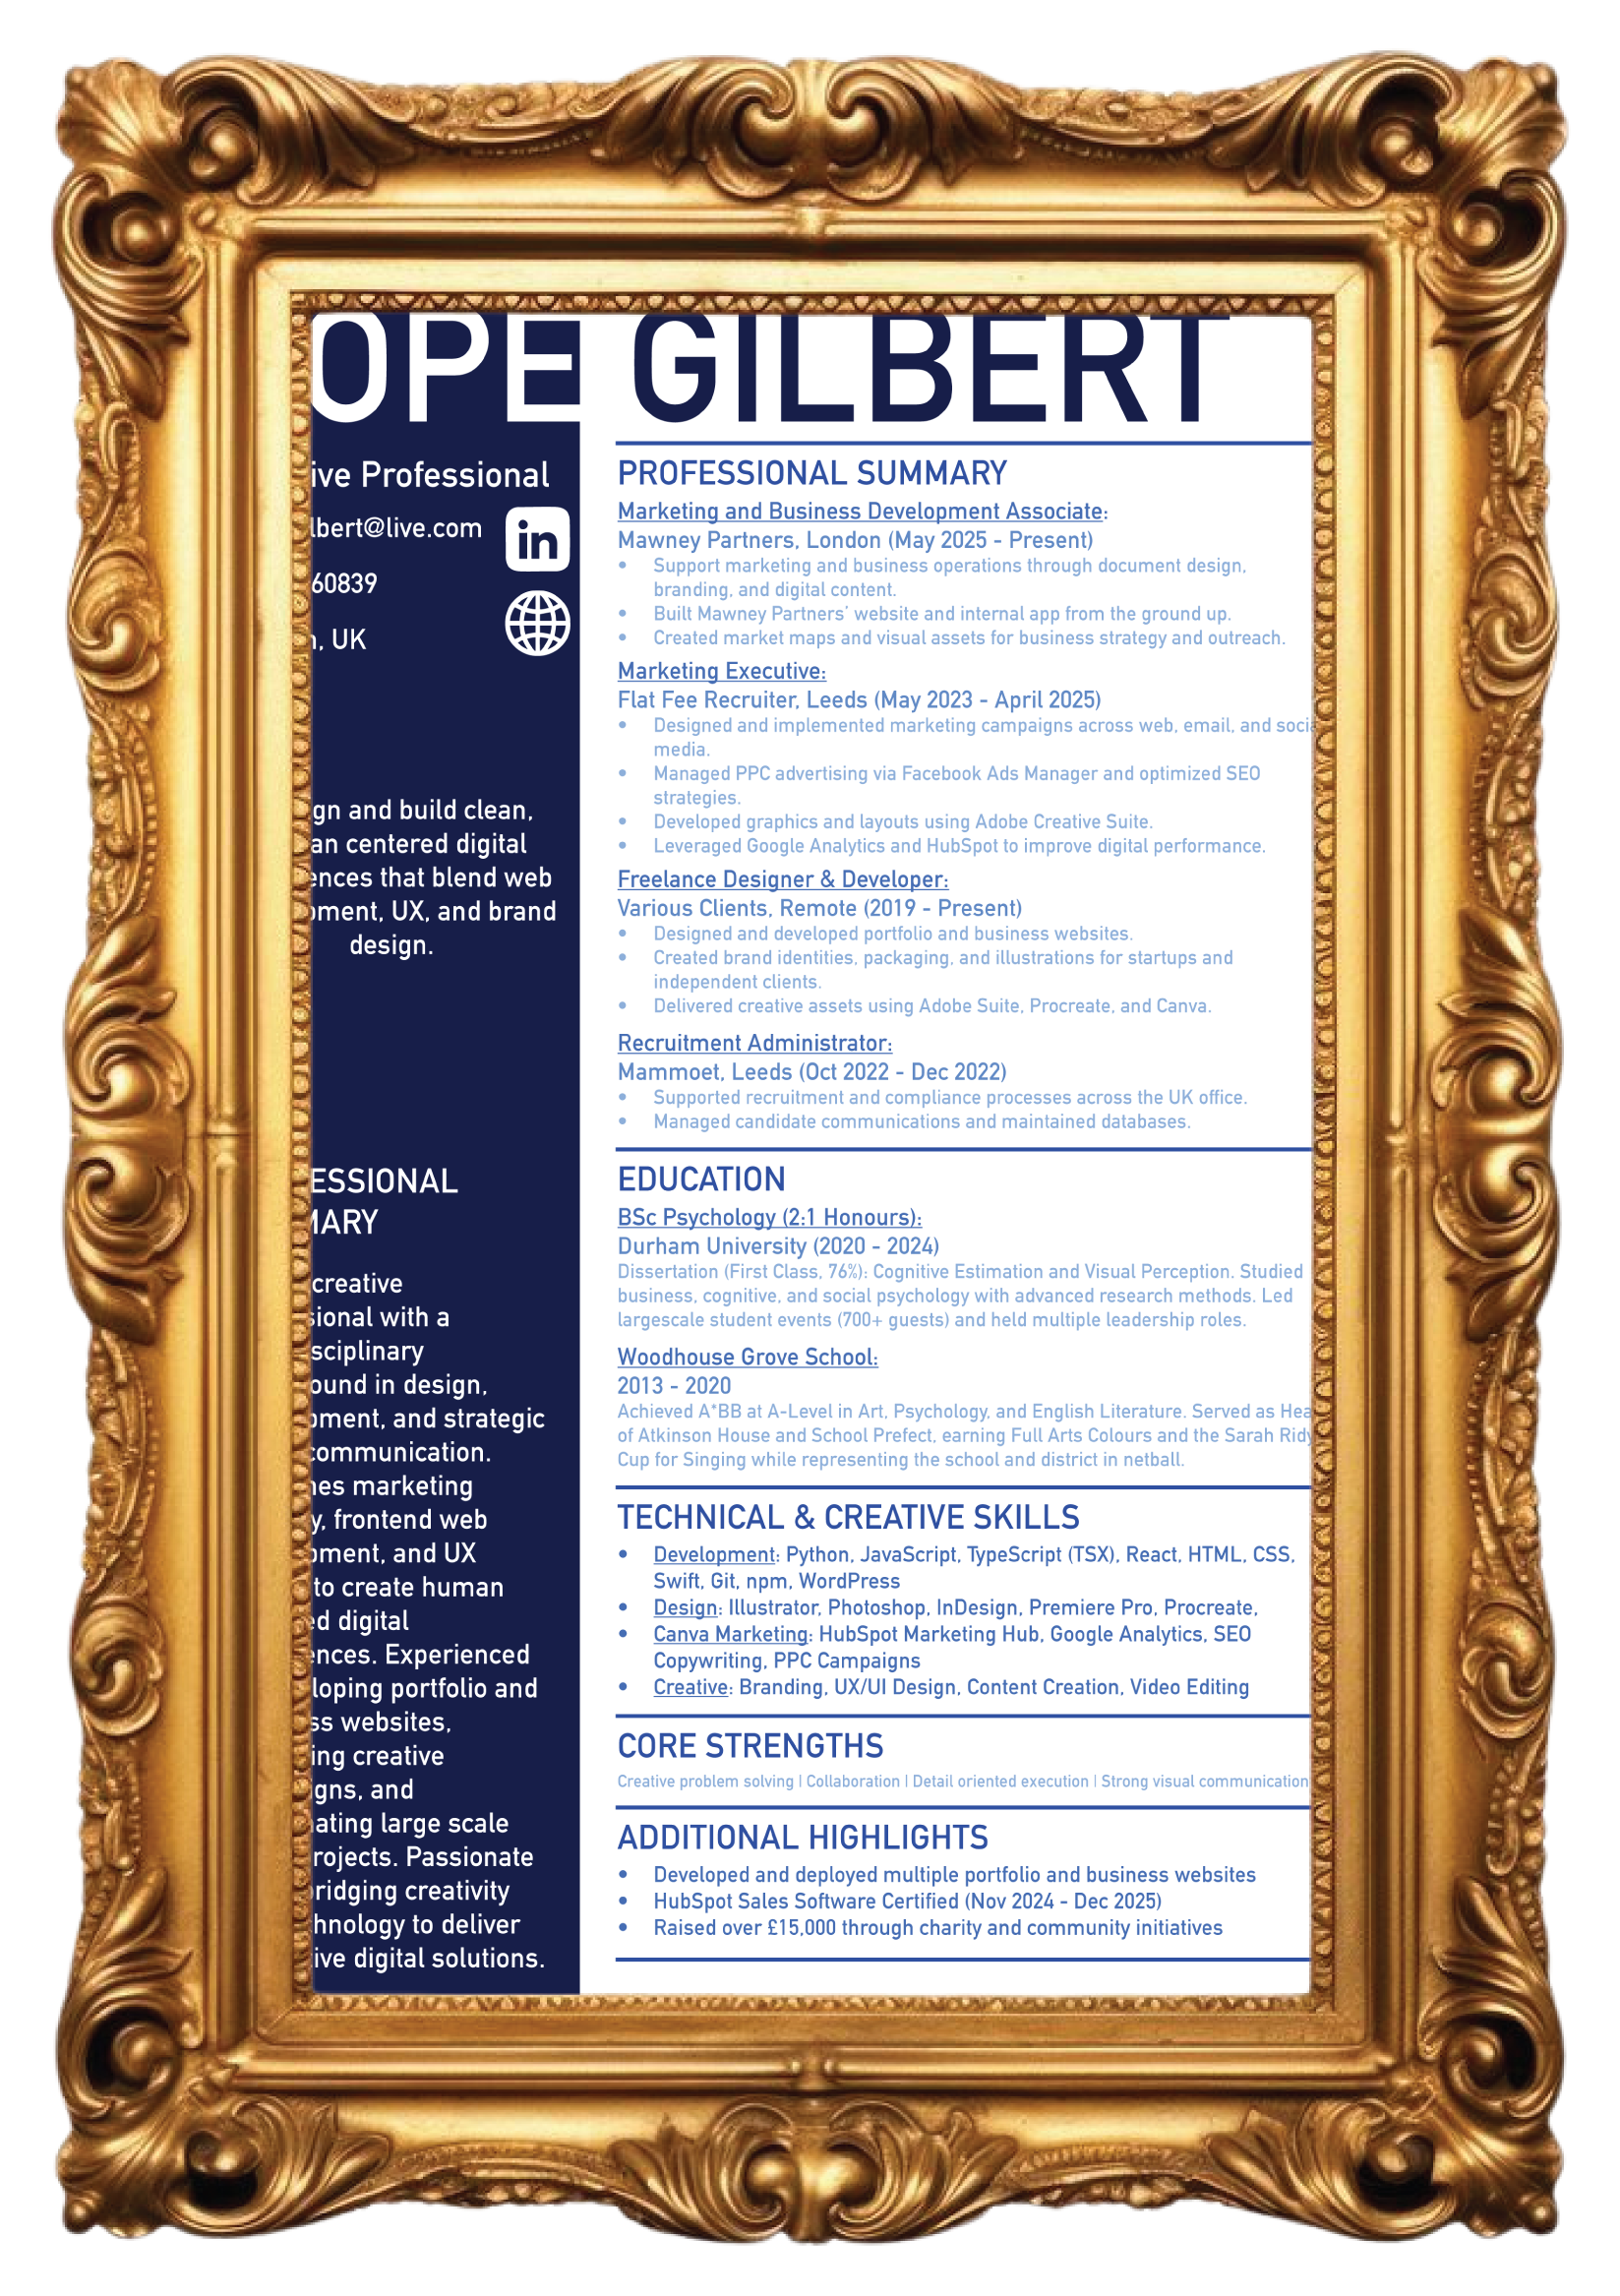 OPE GILBERT
ive Professional
lbert@live.com
in
60839
, UK
gn and build clean,
an centered digital
ences that blend web
pment, UX, and brand
design.
ESSIONAL
MARY
creative
sional with a
sciplinary
ound in design,
pment, and strategic
communication.
nes marketing
y, frontend web
pment, and UX
to create human
ed digital
ences. Experienced
loping portfolio and
ss websites,
ing creative
igns, and
nating large scale
rojects. Passionate
bridging creativity
hnology to deliver
ive digital solutions.
PROFESSIONAL SUMMARY
Marketing and Business Development Associate:
Mawney Partners, London (May 2025 - Present)
• Support marketing and business operations through document design,
branding, and digital content.
• Built Mawney Partners’ website and internal app from the ground up.
• Created market maps and visual assets for business strategy and outreach.
Marketing Executive:
Flat Fee Recruiter, Leeds (May 2023 - April 2025)
• Designed and implemented marketing campaigns across web, email, and socia
media.
• Managed PPC advertising via Facebook Ads Manager and optimized SEO
strategies.
• Developed graphics and layouts using Adobe Creative Suite.
• Leveraged Google Analytics and HubSpot to improve digital performance.
Freelance Designer & Developer:
Various Clients, Remote (2019 - Present)
• Designed and developed portfolio and business websites.
• Created brand identities, packaging, and illustrations for startups and
independent clients.
• Delivered creative assets using Adobe Suite, Procreate, and Canva.
Recruitment Administrator:
Mammoet, Leeds (Oct 2022 - Dec 2022)
• Supported recruitment and compliance processes across the UK office.
• Managed candidate communications and maintained databases.
EDUCATION
BSc Psychology (2:1 Honours):
Durham University (2020 - 2024)
Dissertation (First Class, 76%): Cognitive Estimation and Visual Perception. Studied
business, cognitive, and social psychology with advanced research methods. Led
largescale student events (700+ guests) and held multiple leadership roles.
Woodhouse Grove School:
2013 - 2020
Achieved A*BB at A-Level in Art, Psychology, and English Literature. Served as Hea
of Atkinson House and School Prefect, earning Full Arts Colours and the Sarah Ridy
Cup for Singing while representing the school and district in netball.
TECHNICAL & CREATIVE SKILLS
• Development: Python, JavaScript, TypeScript (TSX), React, HTML, CSS,
Swift, Git, npm, WordPress
• Design: Illustrator, Photoshop, InDesign, Premiere Pro, Procreate,
• Canva Marketing: HubSpot Marketing Hub, Google Analytics, SEO
Copywriting, PPC Campaigns
• Creative: Branding, UX/UI Design, Content Creation, Video Editing
CORE STRENGTHS
Creative problem solving | Collaboration | Detail oriented execution | Strong visual communication
ADDITIONAL HIGHLIGHTS
• Developed and deployed multiple portfolio and business websites
• HubSpot Sales Software Certified (Nov 2024 - Dec 2025)
• Raised over £15,000 through charity and community initiatives